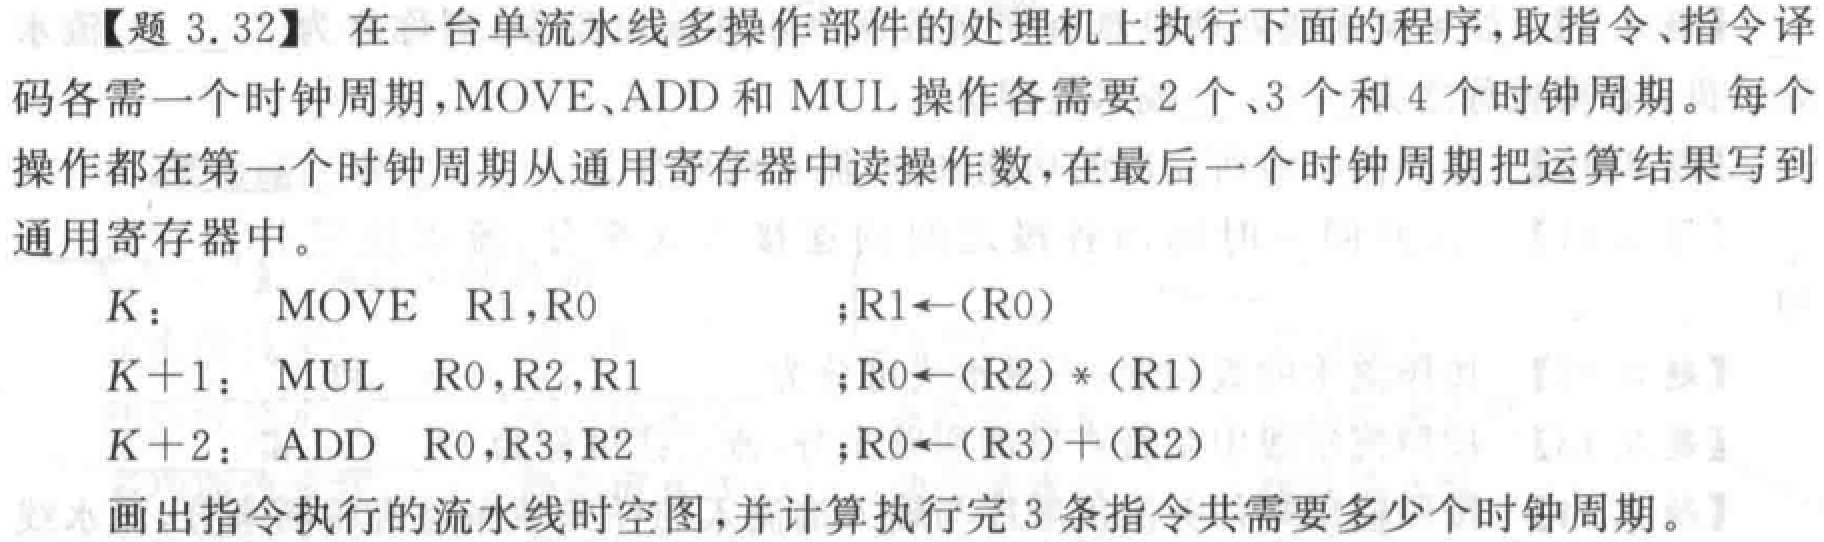 【题 3.32】 在一台单流水线多操作部件的处理机上执行下面的程序,取指令、指令译
码各需一个时钟周期,MOVE、ADD 和 MUL 操作各需要 2 个、3 个和 4 个时钟周期。每个
操作都在第一个时钟周期从通用寄存器中读操作数,在最后一个时钟周期把运算结果写到
通用寄存器中。
K: MOVE R1,R0 ;R1←(R0)
K+1: MUL R0,R2,R1 ;R0←(R2) * (R1)
K+2: ADD R0,R3,R2 ;R0←(R3)+(R2)
画出指令执行的流水线时空图,并计算执行完 3 条指令共需要多少个时钟周期。